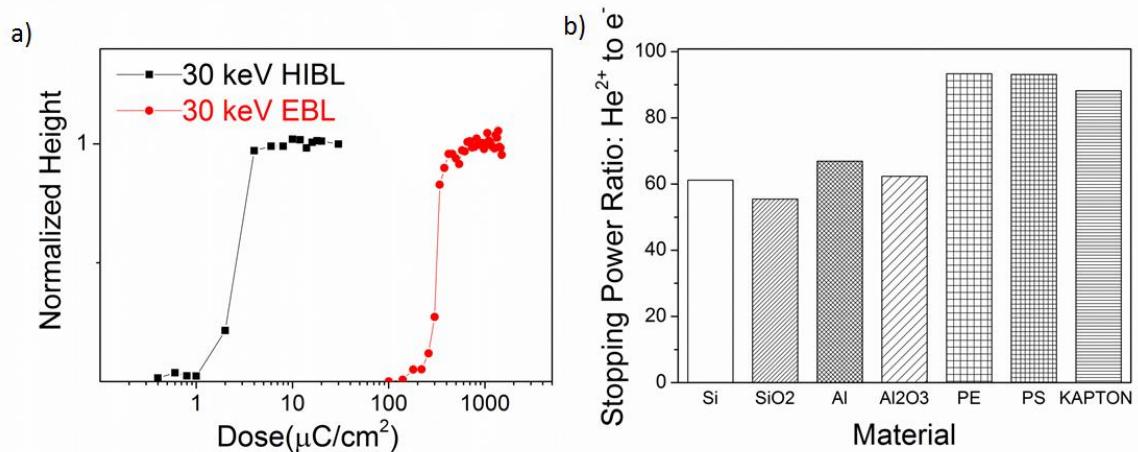 a)
30 keV HIBL
30 keV EBL
Normalized Height
1
1
10
100
1000
Dose(μC/cm²)
b)
Stopping Power Ratio: He²⁺ to e⁻
100
80
60
40
20
0
Si
SiO2
Al
Al2O3
PE
PS
KAPTON
Material